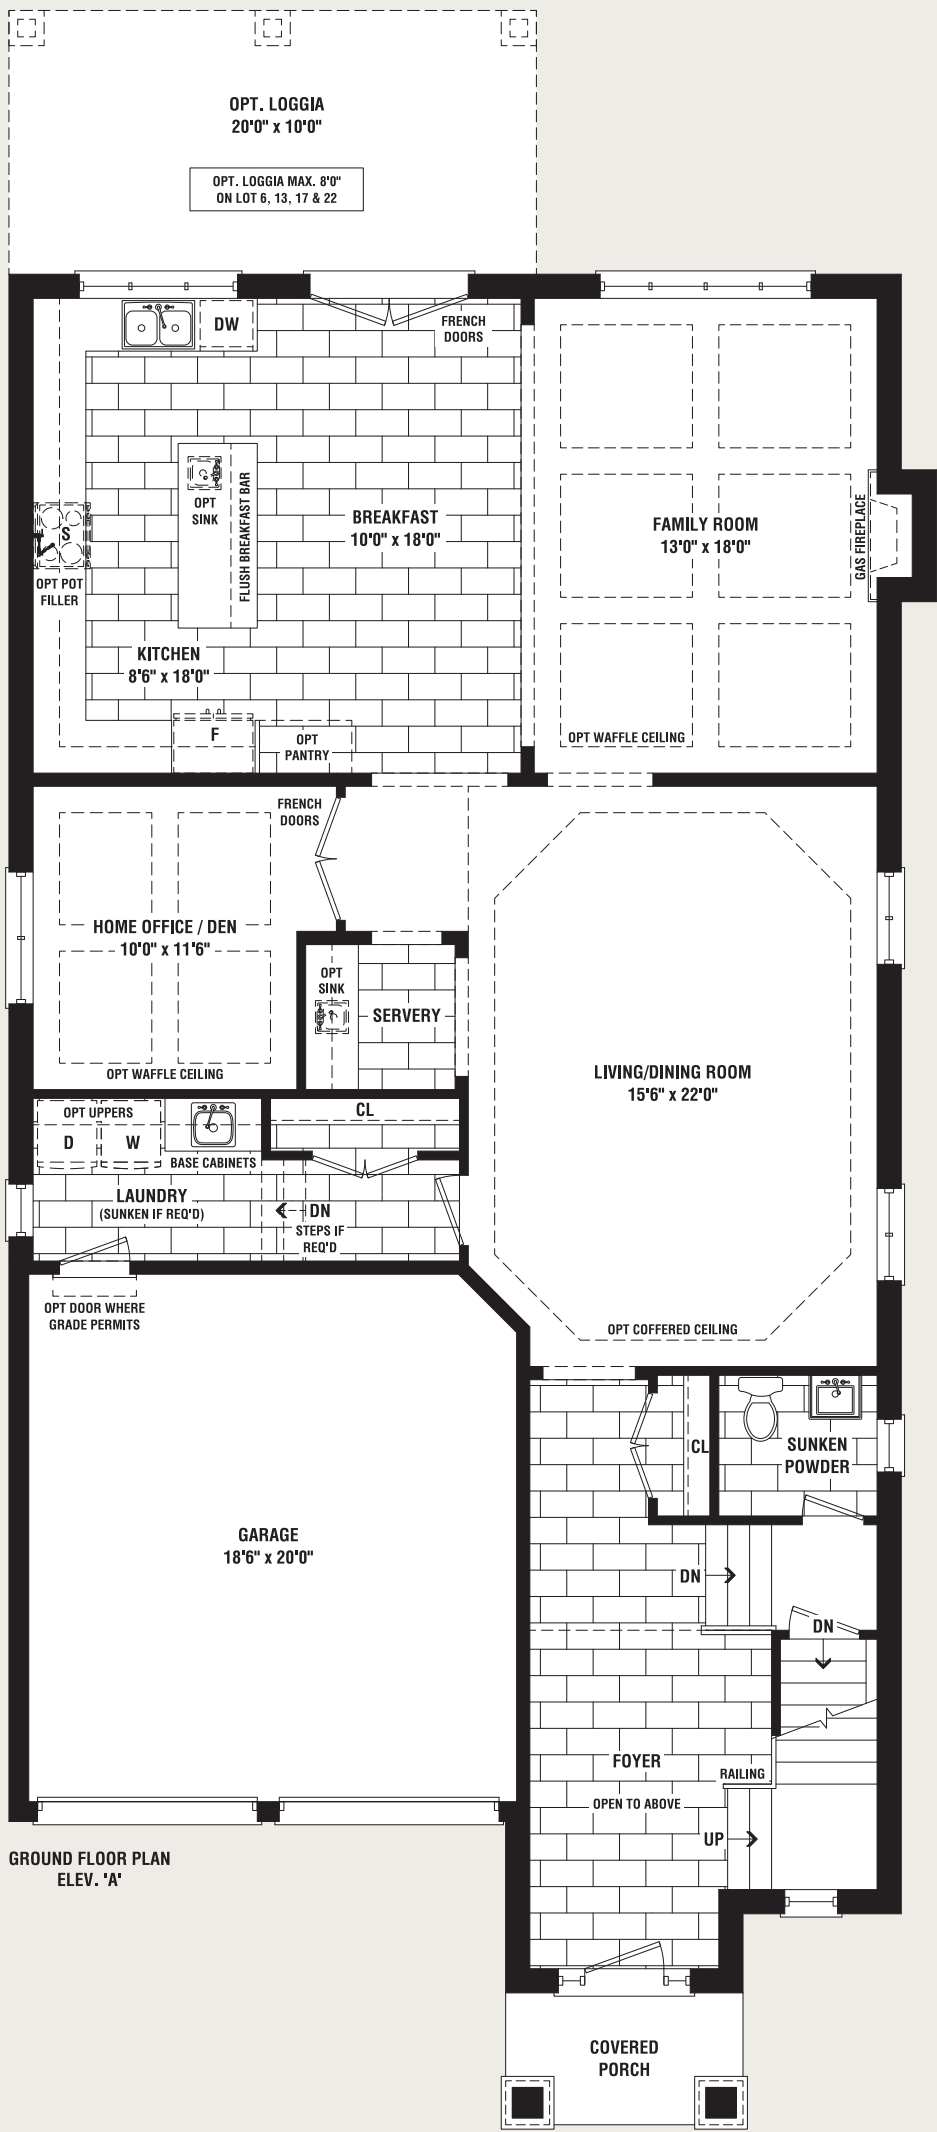 OPT. LOGGIA
20'0" x 10'0"
OPT. LOGGIA MAX. 8'0"
ON LOT 6, 13, 17 & 22
DW
FRENCH
DOORS
S
OPT POT
FILLER
OPT
SINK
FLUSH BREAKFAST BAR
BREAKFAST
10'0" x 18'0"
FAMILY ROOM
13'0" x 18'0"
GAS FIREPLACE
KITCHEN
8'6" x 18'0"
F
OPT
PANTRY
OPT WAFFLE CEILING
FRENCH
DOORS
HOME OFFICE / DEN
10'0" x 11'6"
OPT
SINK
SERVERY
OPT WAFFLE CEILING
LIVING/DINING ROOM
15'6" x 22'0"
OPT UPPERS
D
W
BASE CABINETS
CL
LAUNDRY
(SUNKEN IF REQ'D)
DN
STEPS IF
REQ'D
OPT DOOR WHERE
GRADE PERMITS
OPT COFFERED CEILING
CL
SUNKEN
POWDER
GARAGE
18'6" x 20'0"
DN
DN
FOYER
RAILING
OPEN TO ABOVE
UP
GROUND FLOOR PLAN
ELEV. 'A'
COVERED
PORCH